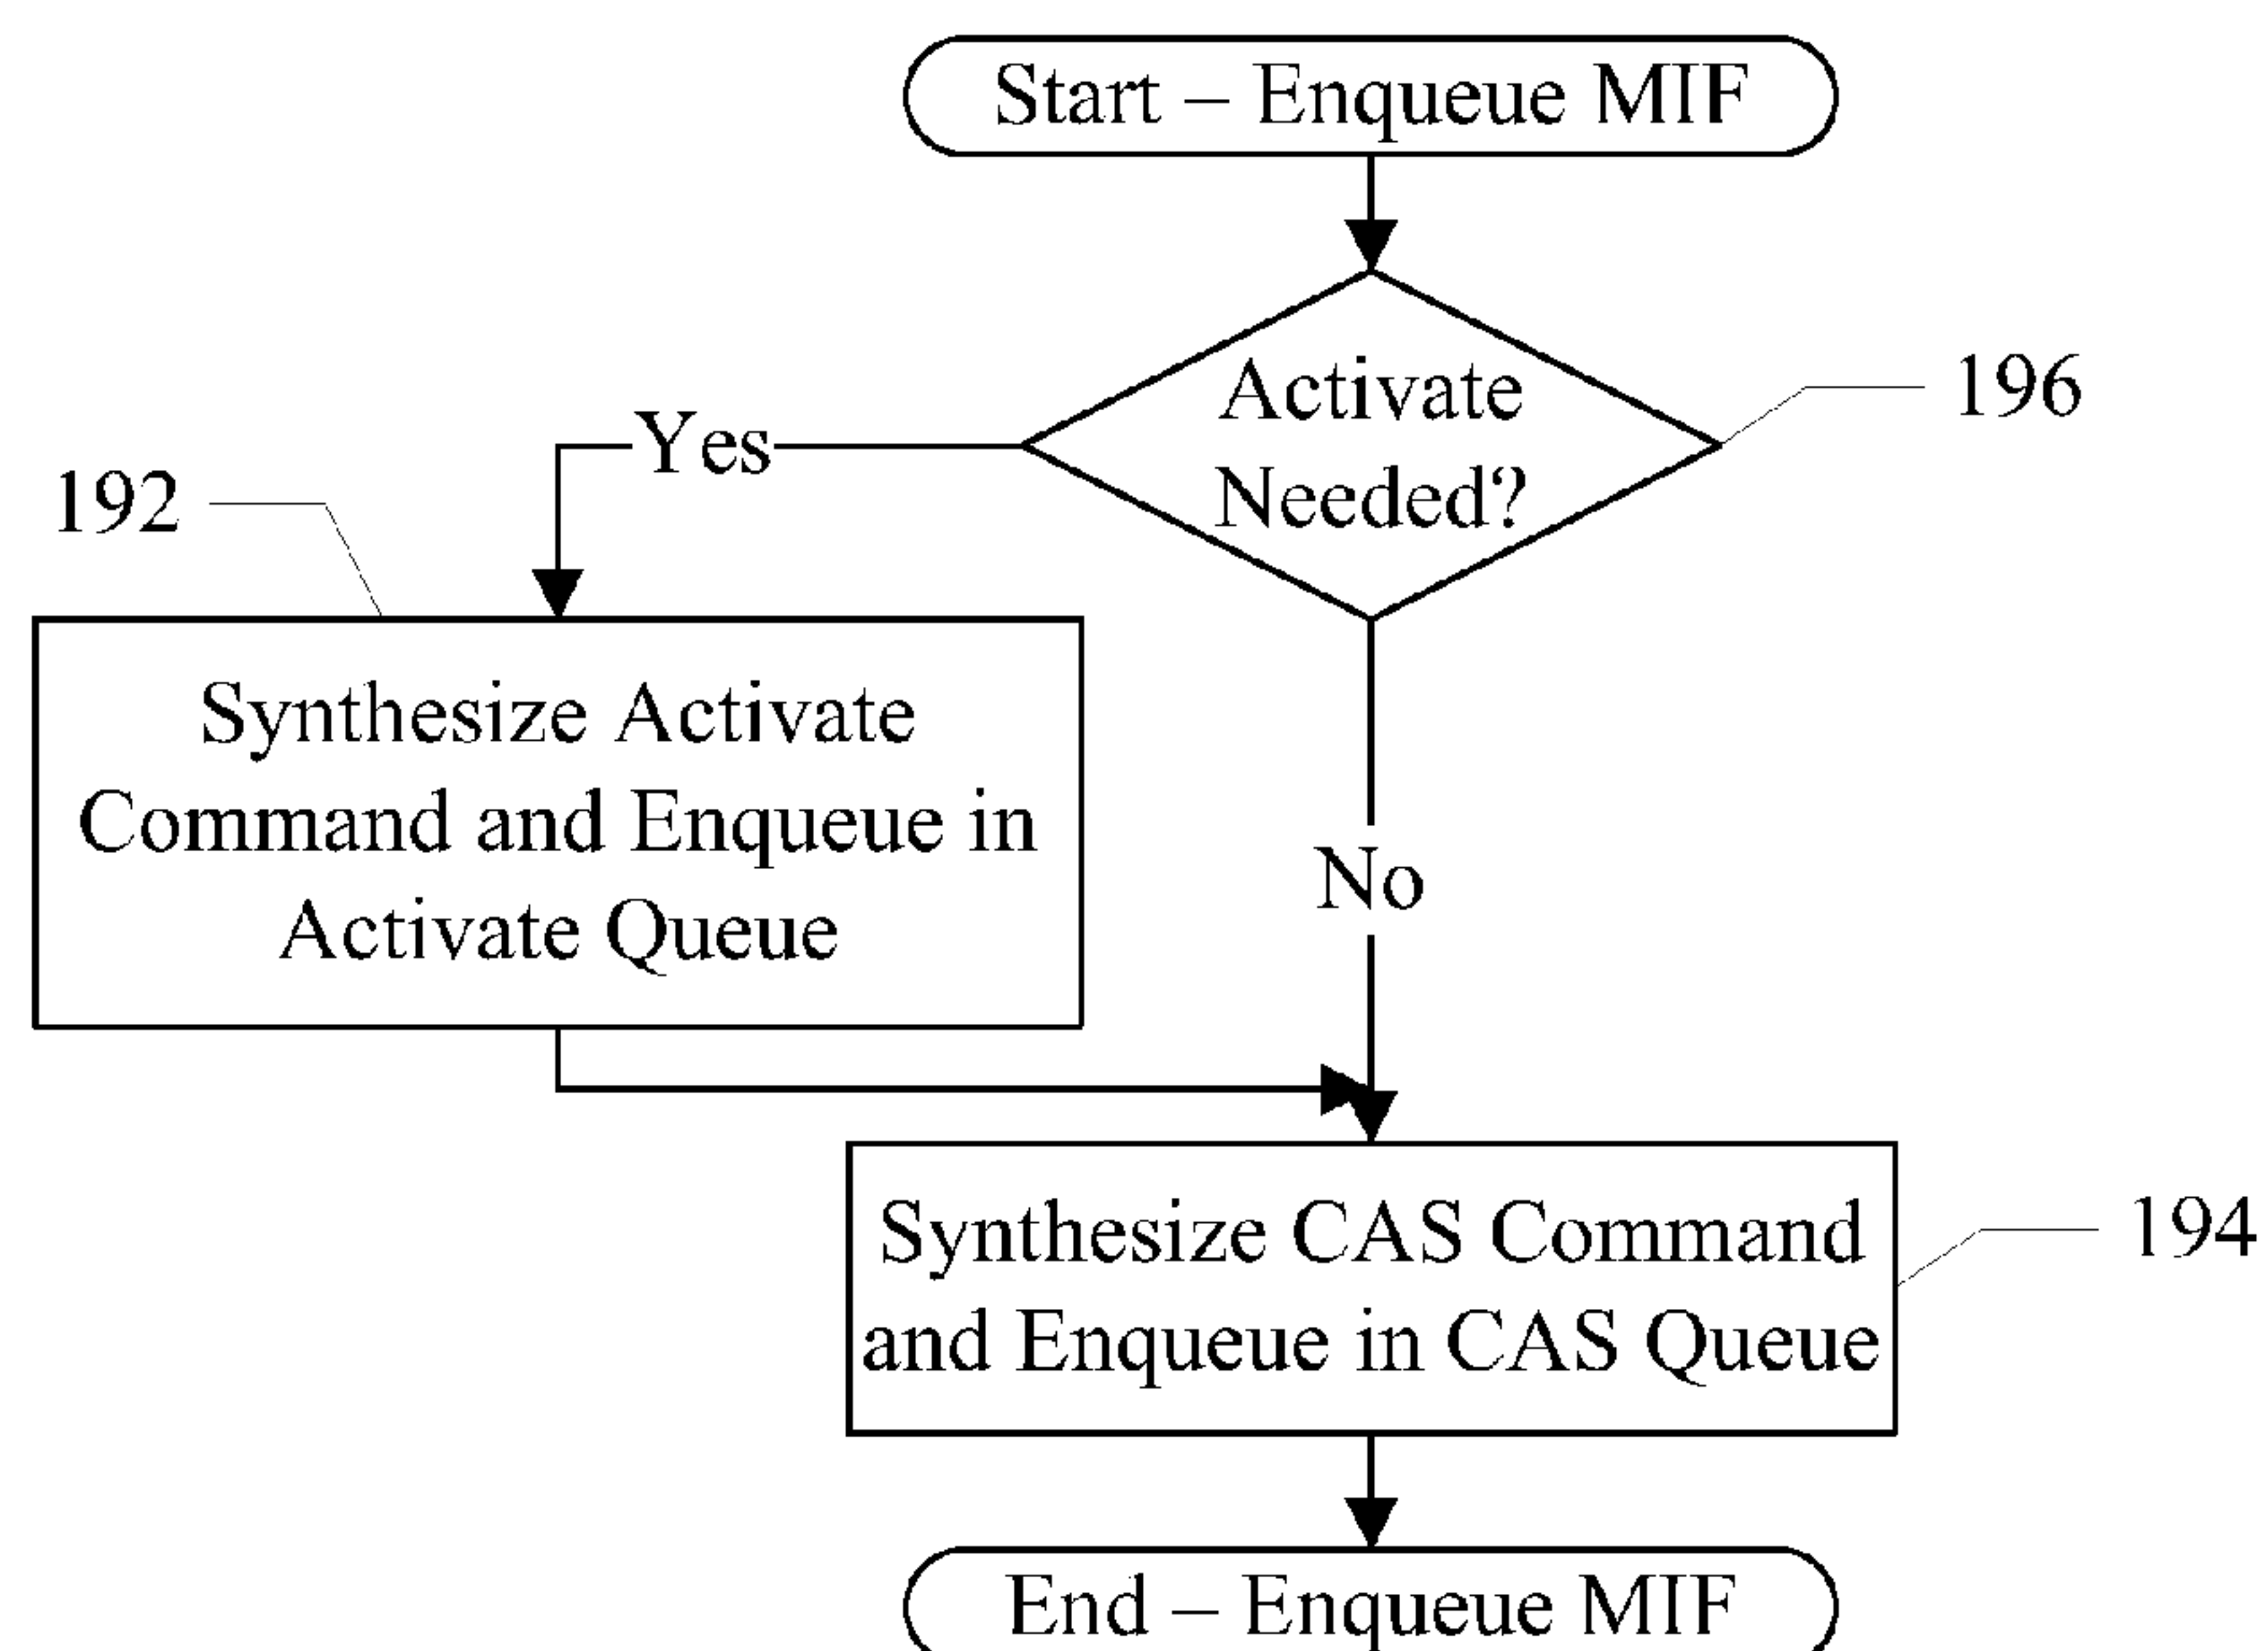 Start – Enqueue MIF
Activate
Needed?
196
Yes
192
Synthesize Activate
Command and Enqueue in
Activate Queue
No
Synthesize CAS Command
and Enqueue in CAS Queue
194
End – Enqueue MIF